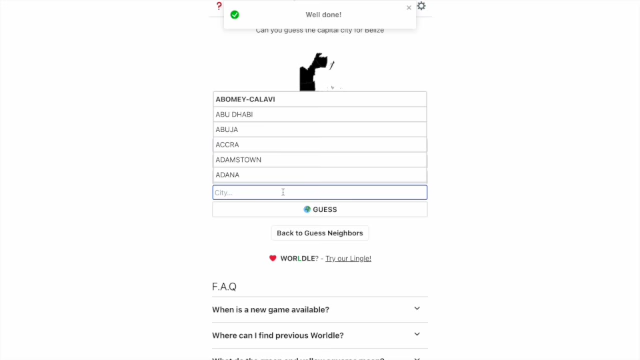 ?
Well done!
×
Can you guess the capital city for Belize
ABOMEY-CALAVI
ABU DHABI
ABUJA
ACCRA
ADAMSTOWN
ADANA
City...
GUESS
Back to Guess Neighbors
WORLDLE? - Try our Lingle!
F.A.Q
When is a new game available?
Where can I find previous Worldle?